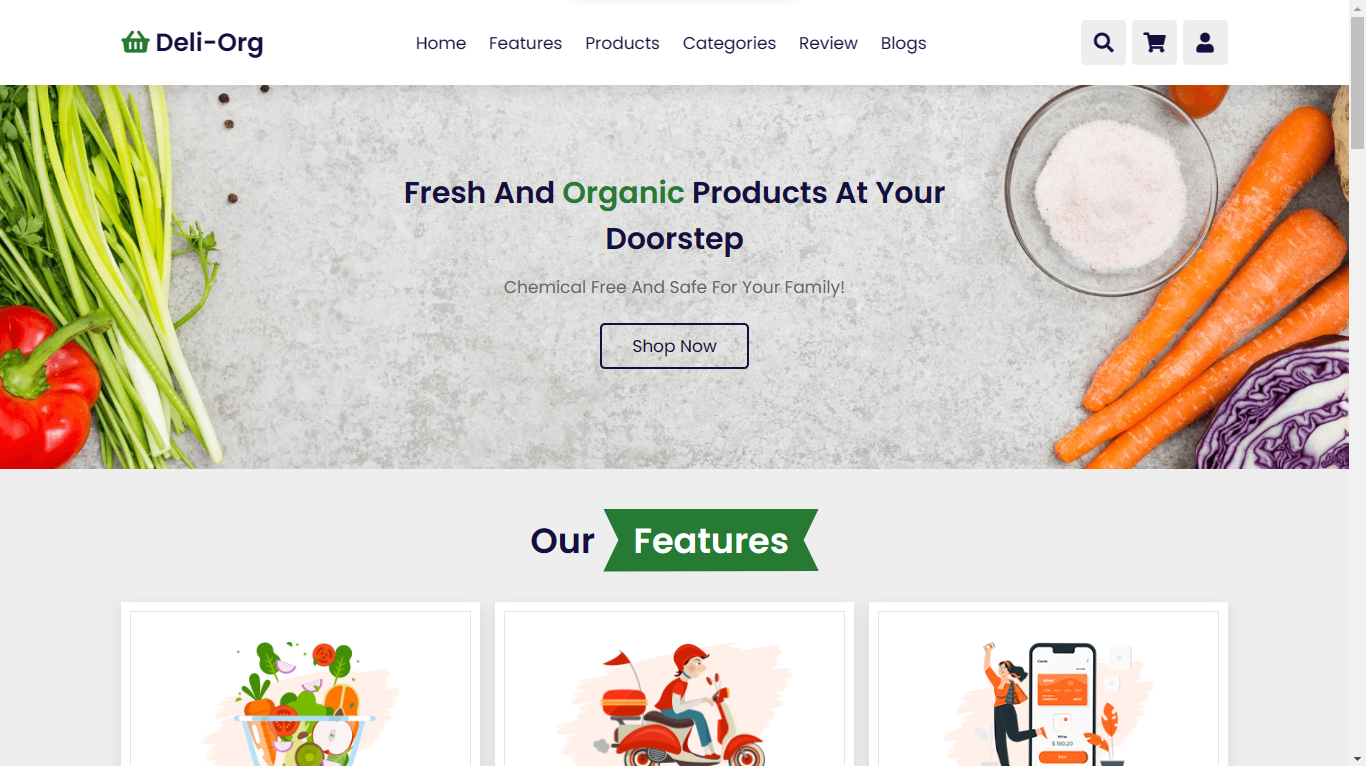 Deli-Org
Home Features Products Categories Review Blogs
Fresh And Organic Products At Your
Doorstep
Chemical Free And Safe For Your Family!
Shop Now
Our Features
$ 160,20
PAY